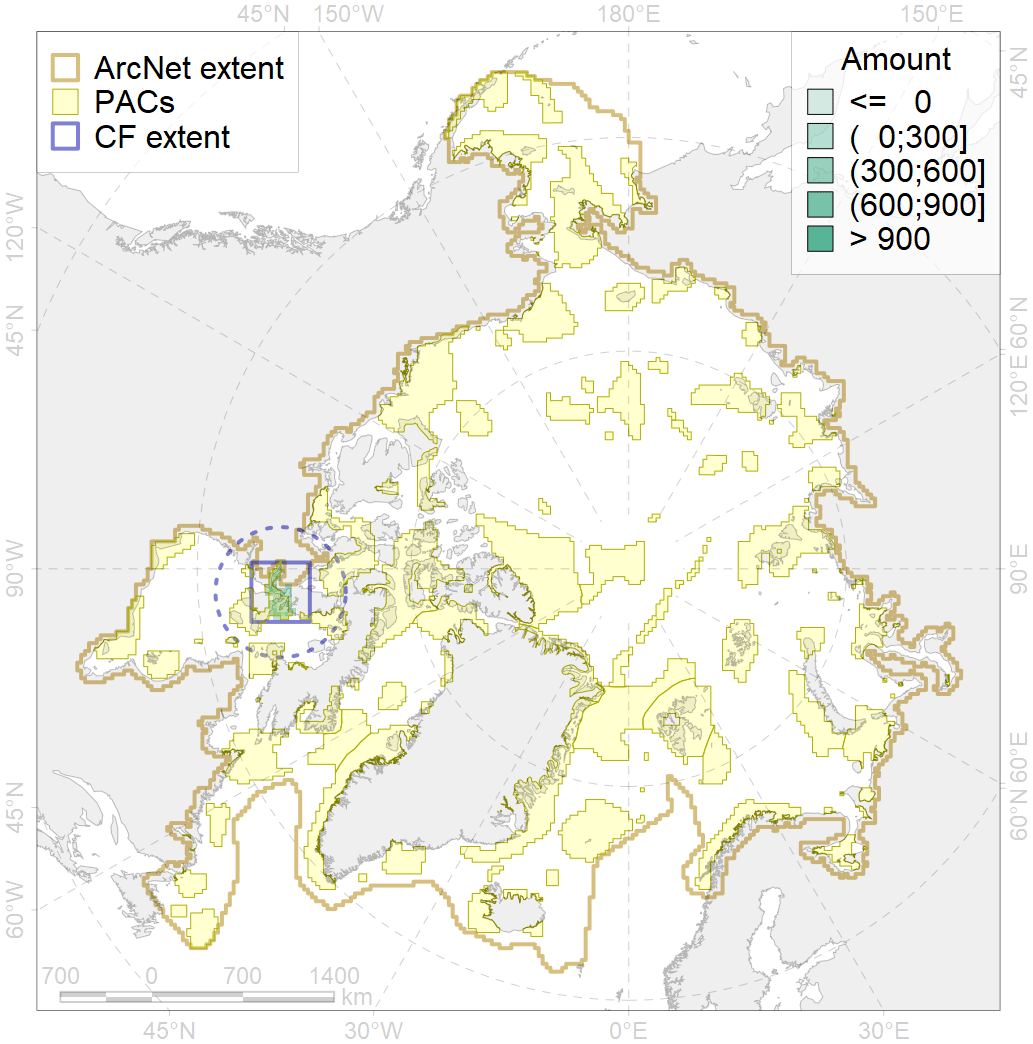 45°N 150°W 180°E 150°E
ArcNet extent
PACs
CF extent
Amount
<= 0
( 0;300]
(300;600]
(600;900]
> 900
120°W
45°N
90°W
45°N
60°W
45°N
60°N
120°E
90°E
60°E
60°N
700 0 700 1400
km
45°N 30°W 0°E 30°E